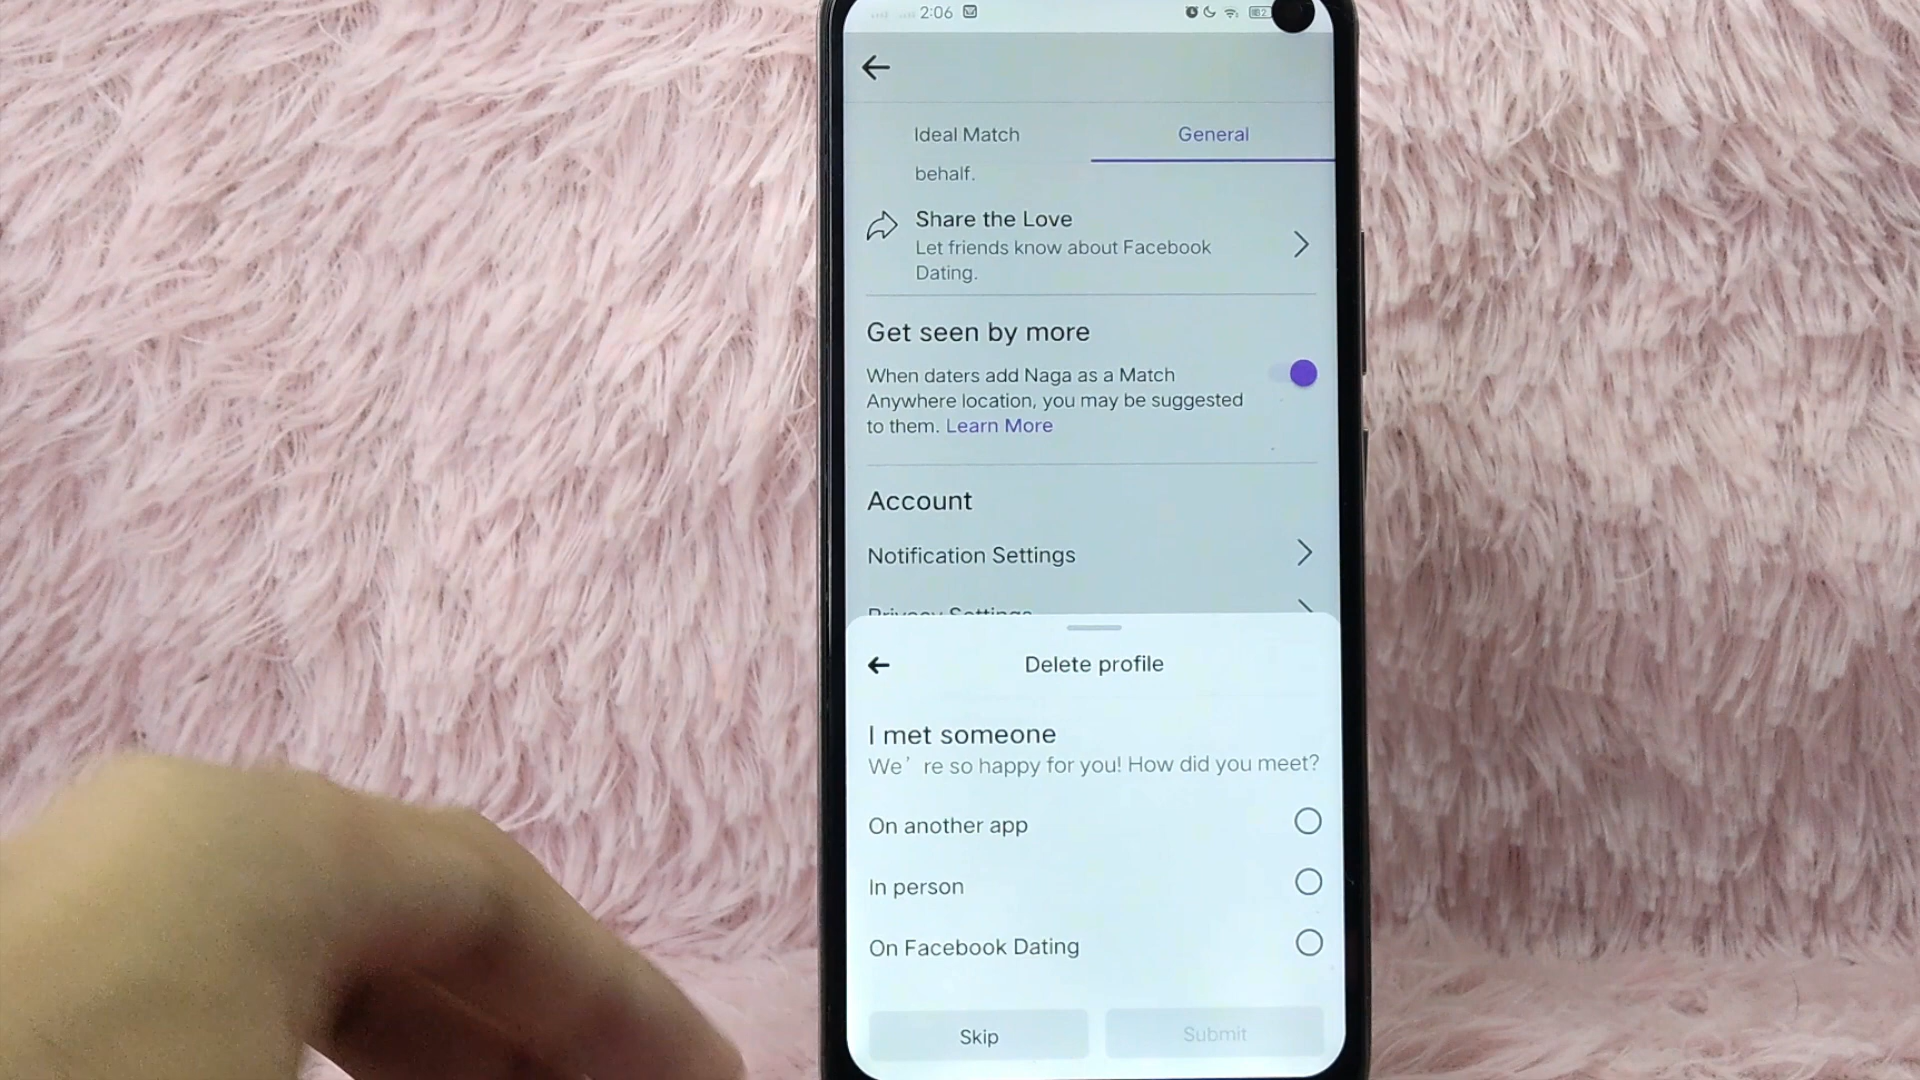 2:06
Ideal Match
General
behalf.
Share the Love
Let friends know about Facebook
Dating.
Get seen by more
When daters add Naga as a Match
Anywhere location, you may be suggested
to them. Learn More
Account
Notification Settings
Privacy Settings
Delete profile
I met someone
We're so happy for you! How did you meet?
On another app
In person
On Facebook Dating
Skip
Submit